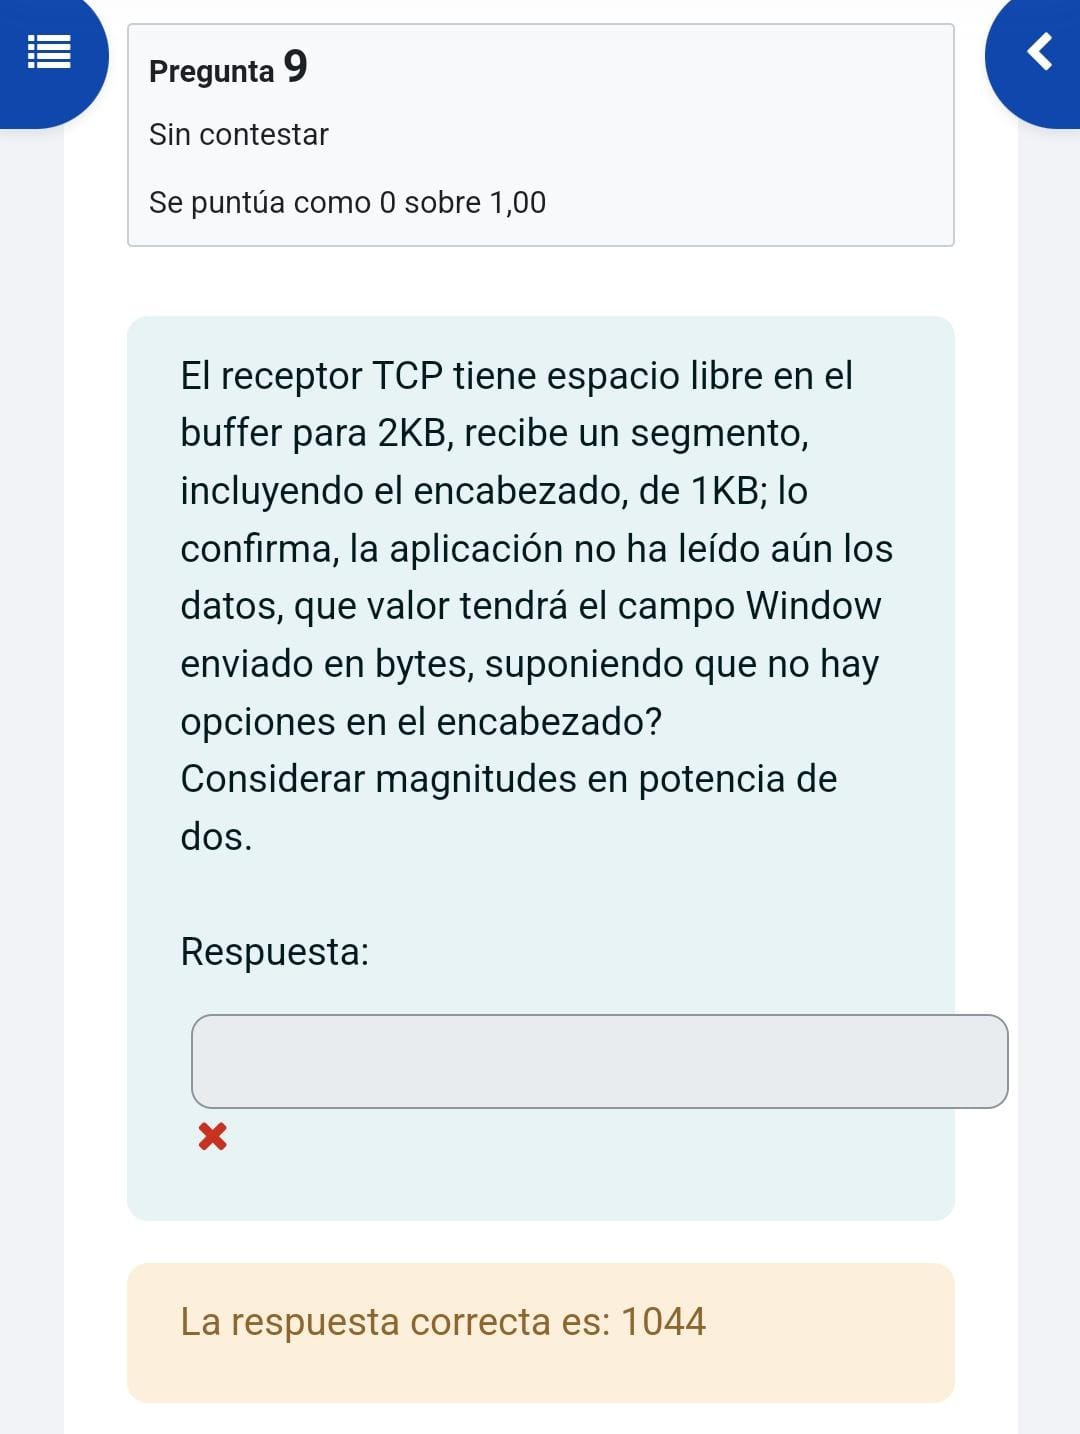 Pregunta 9
Sin contestar
Se puntúa como 0 sobre 1,00
El receptor TCP tiene espacio libre en el
buffer para 2KB, recibe un segmento,
incluyendo el encabezado, de 1KB; lo
confirma, la aplicación no ha leído aún los
datos, que valor tendrá el campo Window
enviado en bytes, suponiendo que no hay
opciones en el encabezado?
Considerar magnitudes en potencia de
dos.
Respuesta:
La respuesta correcta es: 1044